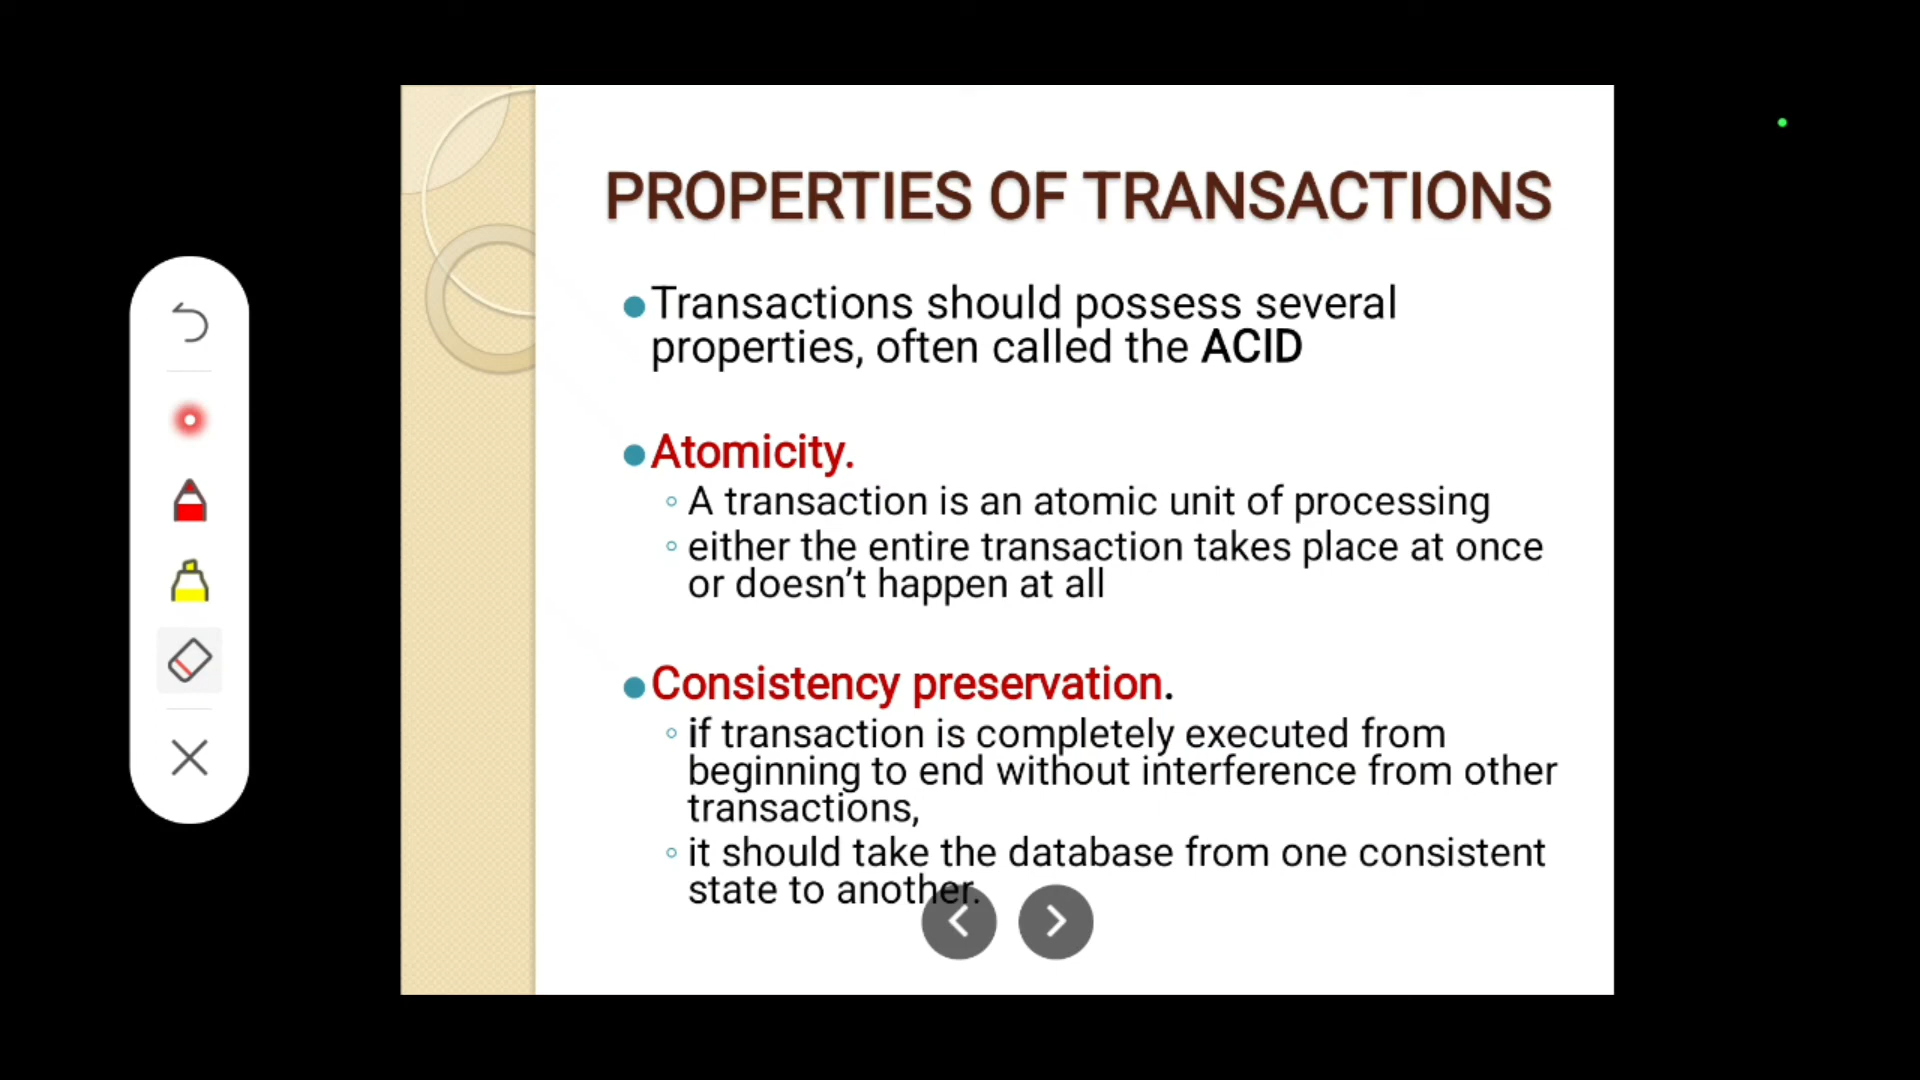 PROPERTIES OF TRANSACTIONS
Transactions should possess several
properties, often called the ACID
Atomicity.
A transaction is an atomic unit of processing
either the entire transaction takes place at once
or doesn’t happen at all
Consistency preservation.
if transaction is completely executed from
beginning to end without interference from other
transactions,
it should take the database from one consistent
state to another.